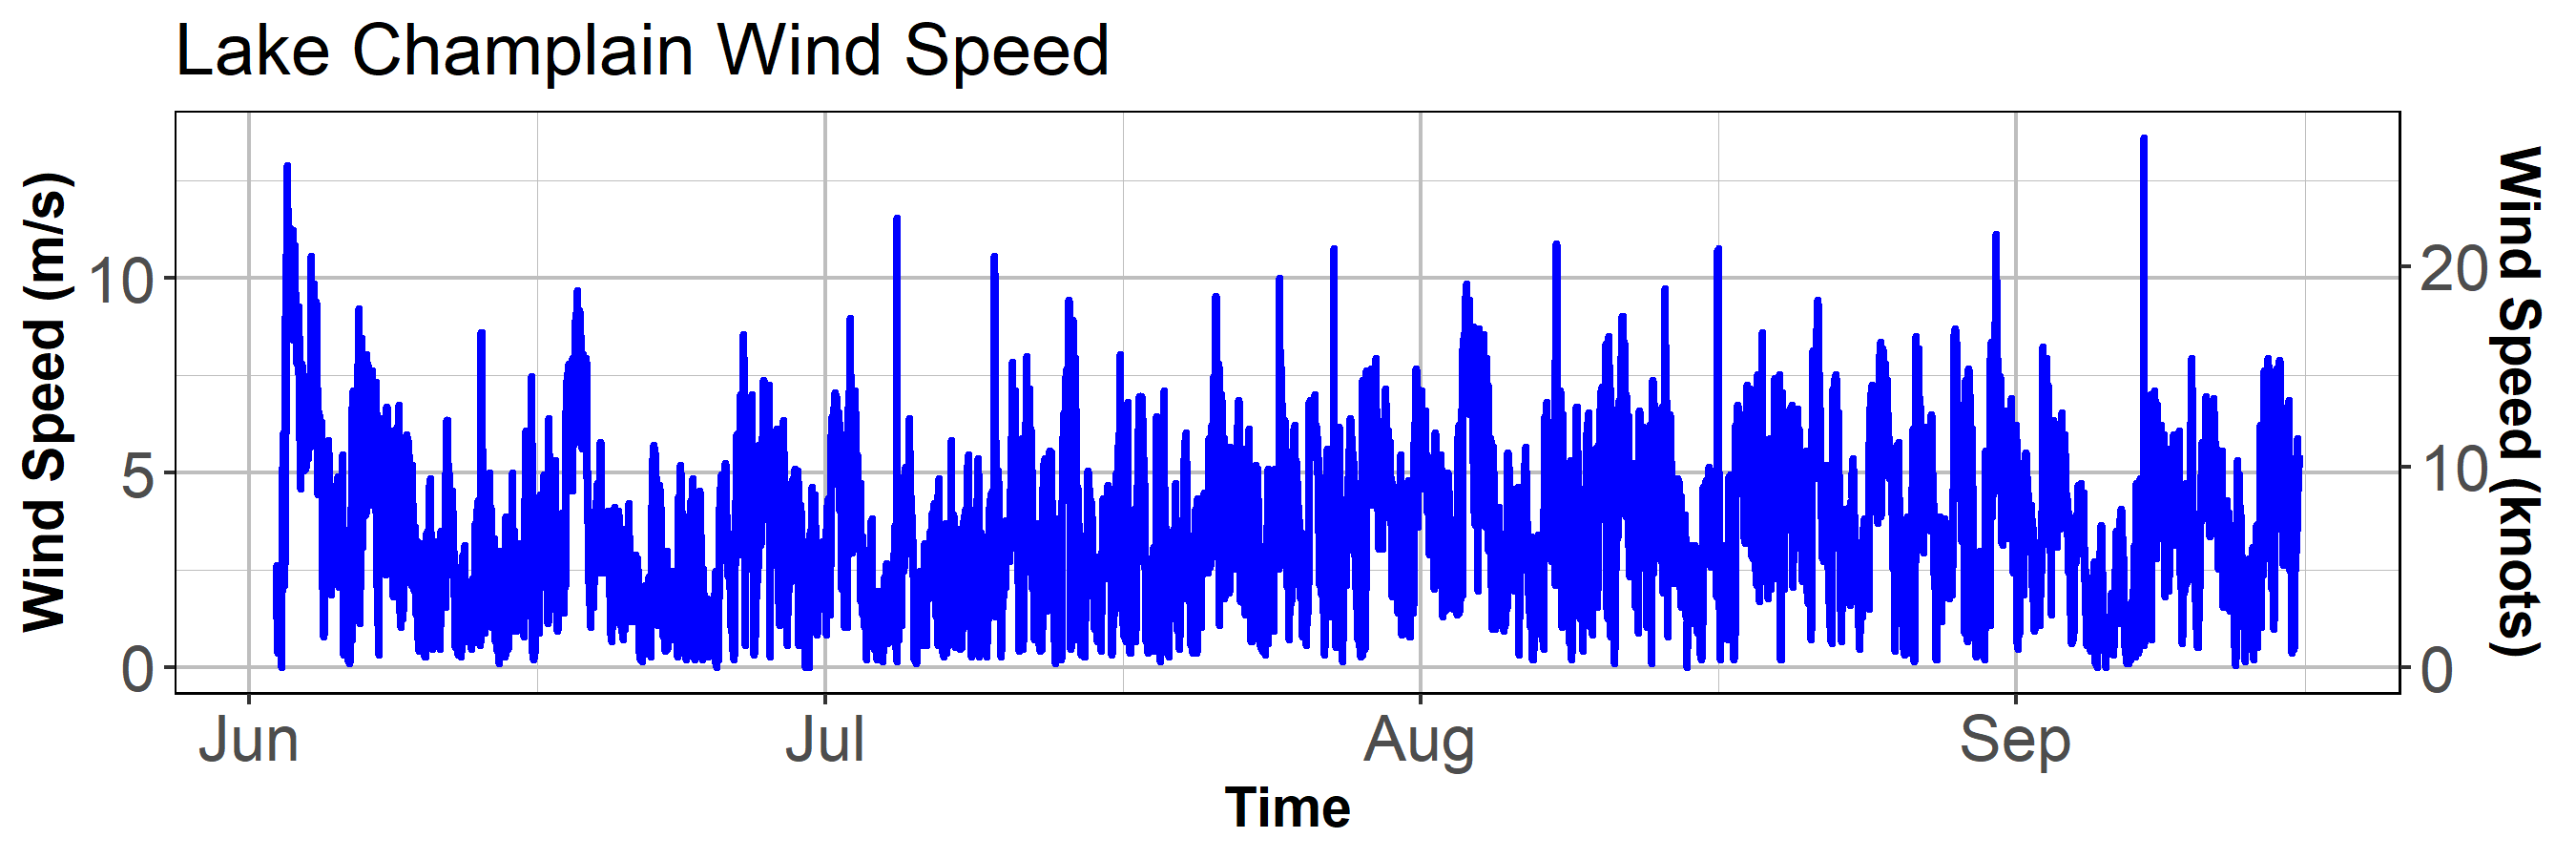 Lake Champlain Wind Speed
Wind Speed (m/s)
10
5
0
20
10
0
Wind Speed (knots)
Jun Jul Aug Sep
Time